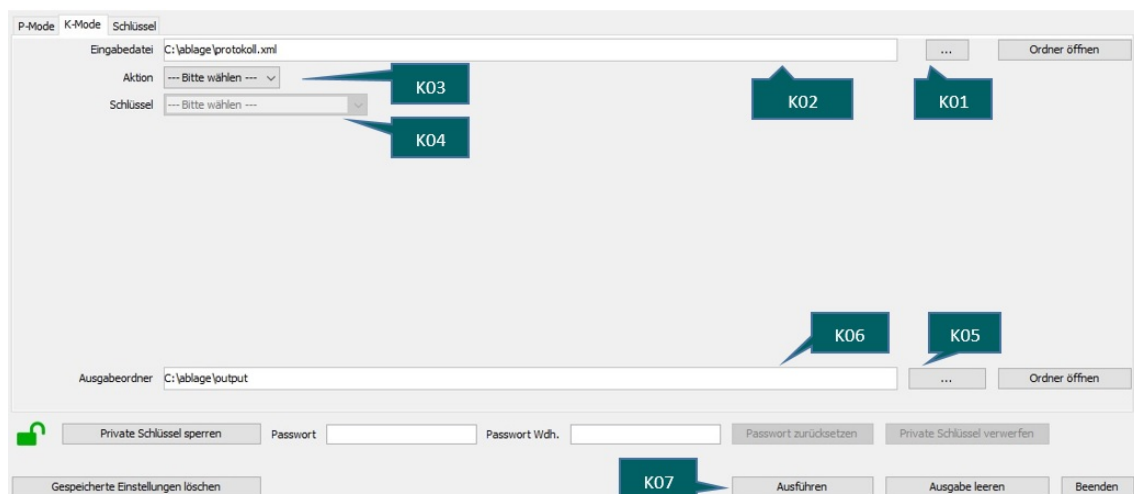 P-Mode K-Mode Schlüssel
Eingabedatei C:\ablage\protokoll.xml ... Ordner öffnen
Aktion --- Bitte wählen --- K03 K02 K01
Schlüssel --- Bitte wählen ---
K04
K06 K05
Ausgabeordner C:\ablage\output ... Ordner öffnen
Private Schlüssel sperren Passwort Passwort Wdh. Passwort zurücksetzen Private Schlüssel verwerfen
Gespeicherte Einstellungen löschen K07 Ausführen Ausgabe leeren Beenden